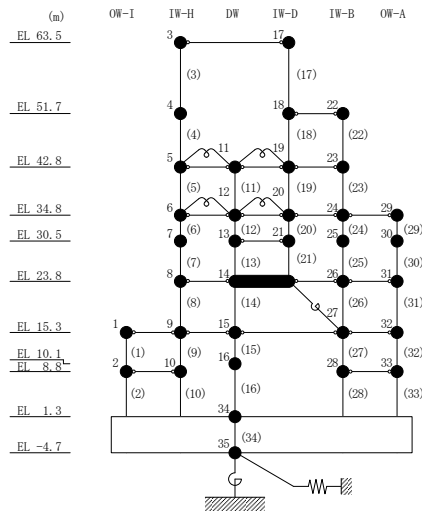 (m) OW-I IW-H DW IW-D IW-B OW-A
EL 63.5 3 17
(3) (17)
EL 51.7 4 18 22
(4) (18) (22)
EL 42.8 5 11 19 23
(5) (11) (19) (23)
EL 34.8 6 12 20 24 29
(6) (12) (20) (24) (29)
EL 30.5 7 13 21 25 30
(7) (13) (21) (25) (30)
EL 23.8 8 14 26 31
(8) (14) (26) (31)
27
EL 15.3 1 9 15 32
(1) (9) (15) (27) (32)
EL 10.1 16
EL 8.8 2 10 28 33
(2) (10) (16) (28) (33)
EL 1.3 34
(34)
EL -4.7 35